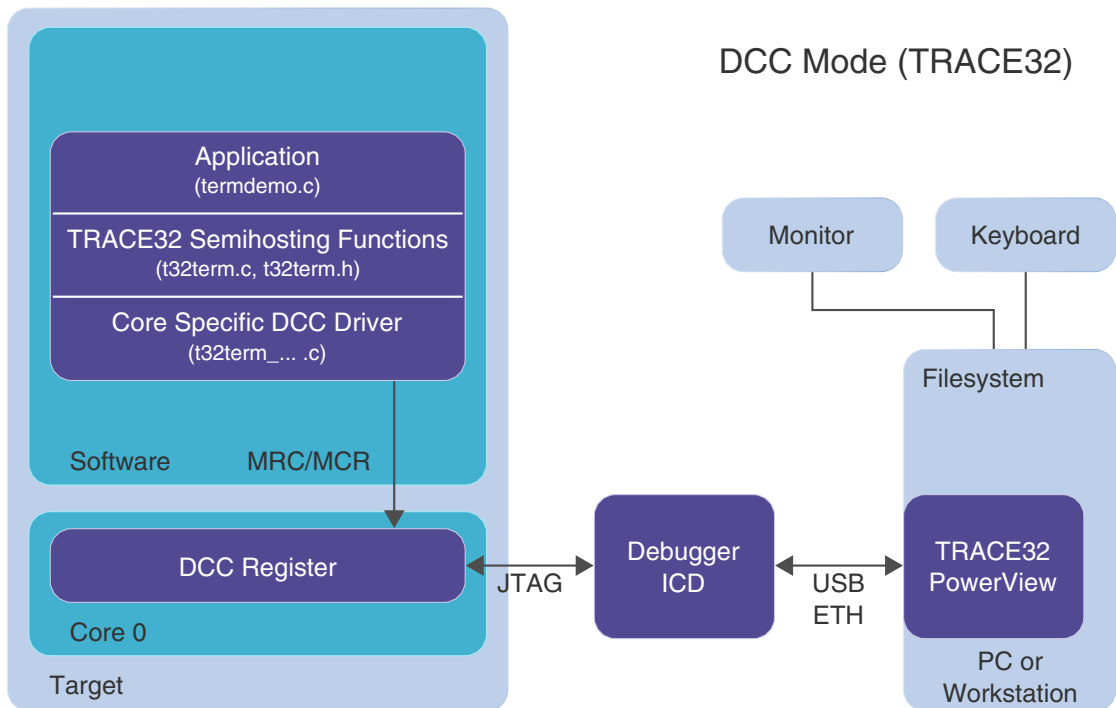 DCC Mode (TRACE32)
Application
(termdemo.c)
TRACE32 Semihosting Functions
(t32term.c, t32term.h)
Core Specific DCC Driver
(t32term_... .c)
Software
MRC/MCR
DCC Register
Core 0
Target
JTAG
Debugger
ICD
USB
ETH
Monitor
Keyboard
Filesystem
TRACE32
PowerView
PC or
Workstation